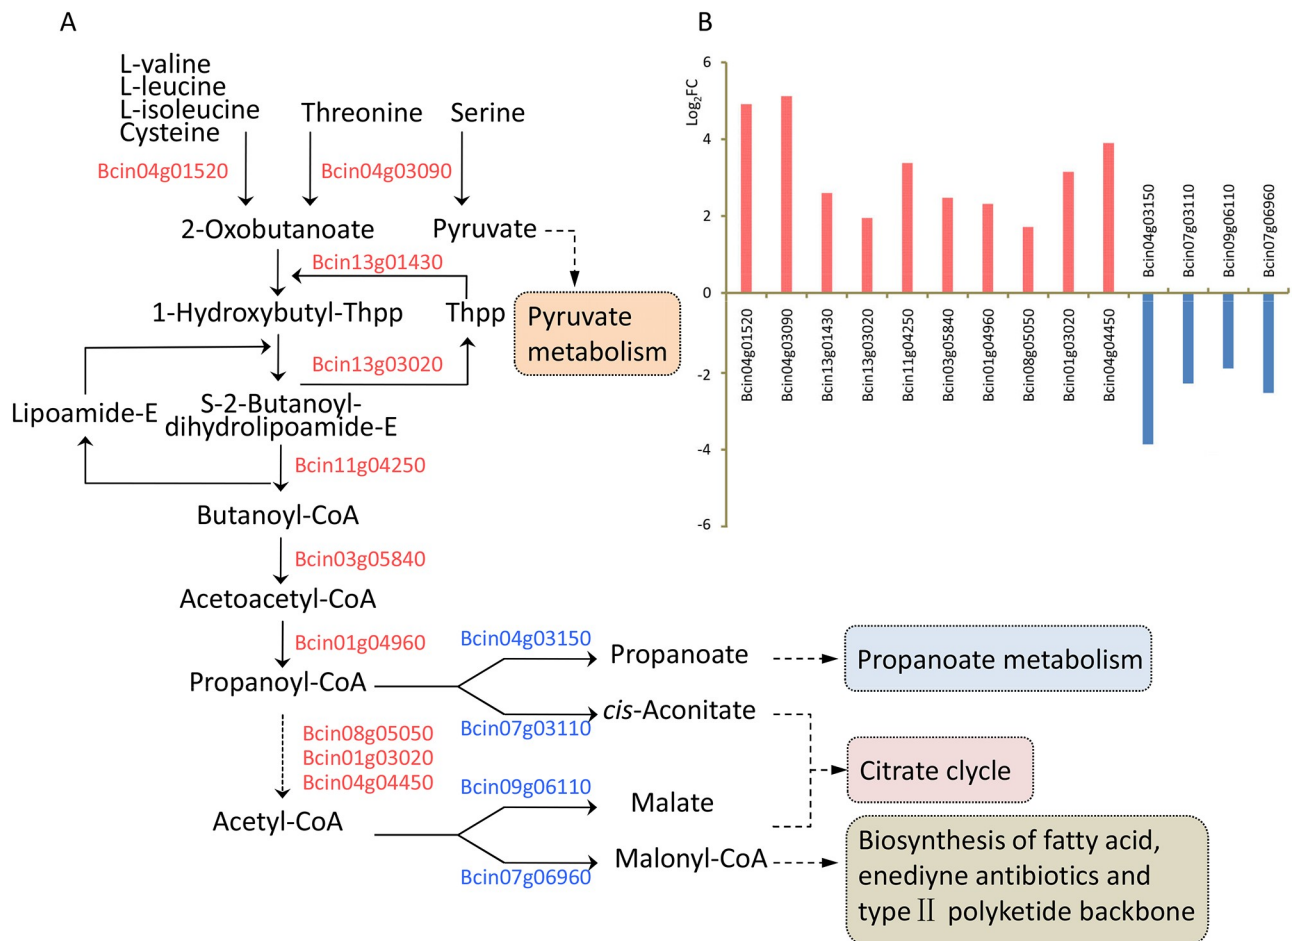 A
L-valine
L-leucine
L-isoleucine
Cysteine
Threonine
Serine
Bcin04g01520
Bcin04g03090
2-Oxobutanoate
Pyruvate
Bcin13g01430
1-Hydroxybutyl-Thpp
Thpp
Pyruvate
metabolism
Bcin13g03020
Lipoamide-E
S-2-Butanoyl-
dihydrolipoamide-E
Bcin11g04250
Butanoyl-CoA
Bcin03g05840
Acetoacetyl-CoA
Bcin01g04960
Propanoyl-CoA
Bcin04g03150
Propanoate
Propanoate metabolism
Bcin07g03110
cis-Aconitate
Bcin08g05050
Bcin01g03020
Bcin04g04450
Citrate clycle
Acetyl-CoA
Bcin09g06110
Malate
Bcin07g06960
Malonyl-CoA
Biosynthesis of fatty acid,
enediyne antibiotics and
type Ⅱ polyketide backbone
B
Log2FC
6
4
2
0
-2
-4
-6
Bcin04g01520
Bcin04g03090
Bcin13g01430
Bcin13g03020
Bcin11g04250
Bcin03g05840
Bcin01g04960
Bcin08g05050
Bcin01g03020
Bcin04g04450
Bcin04g03150
Bcin07g03110
Bcin09g06110
Bcin07g06960